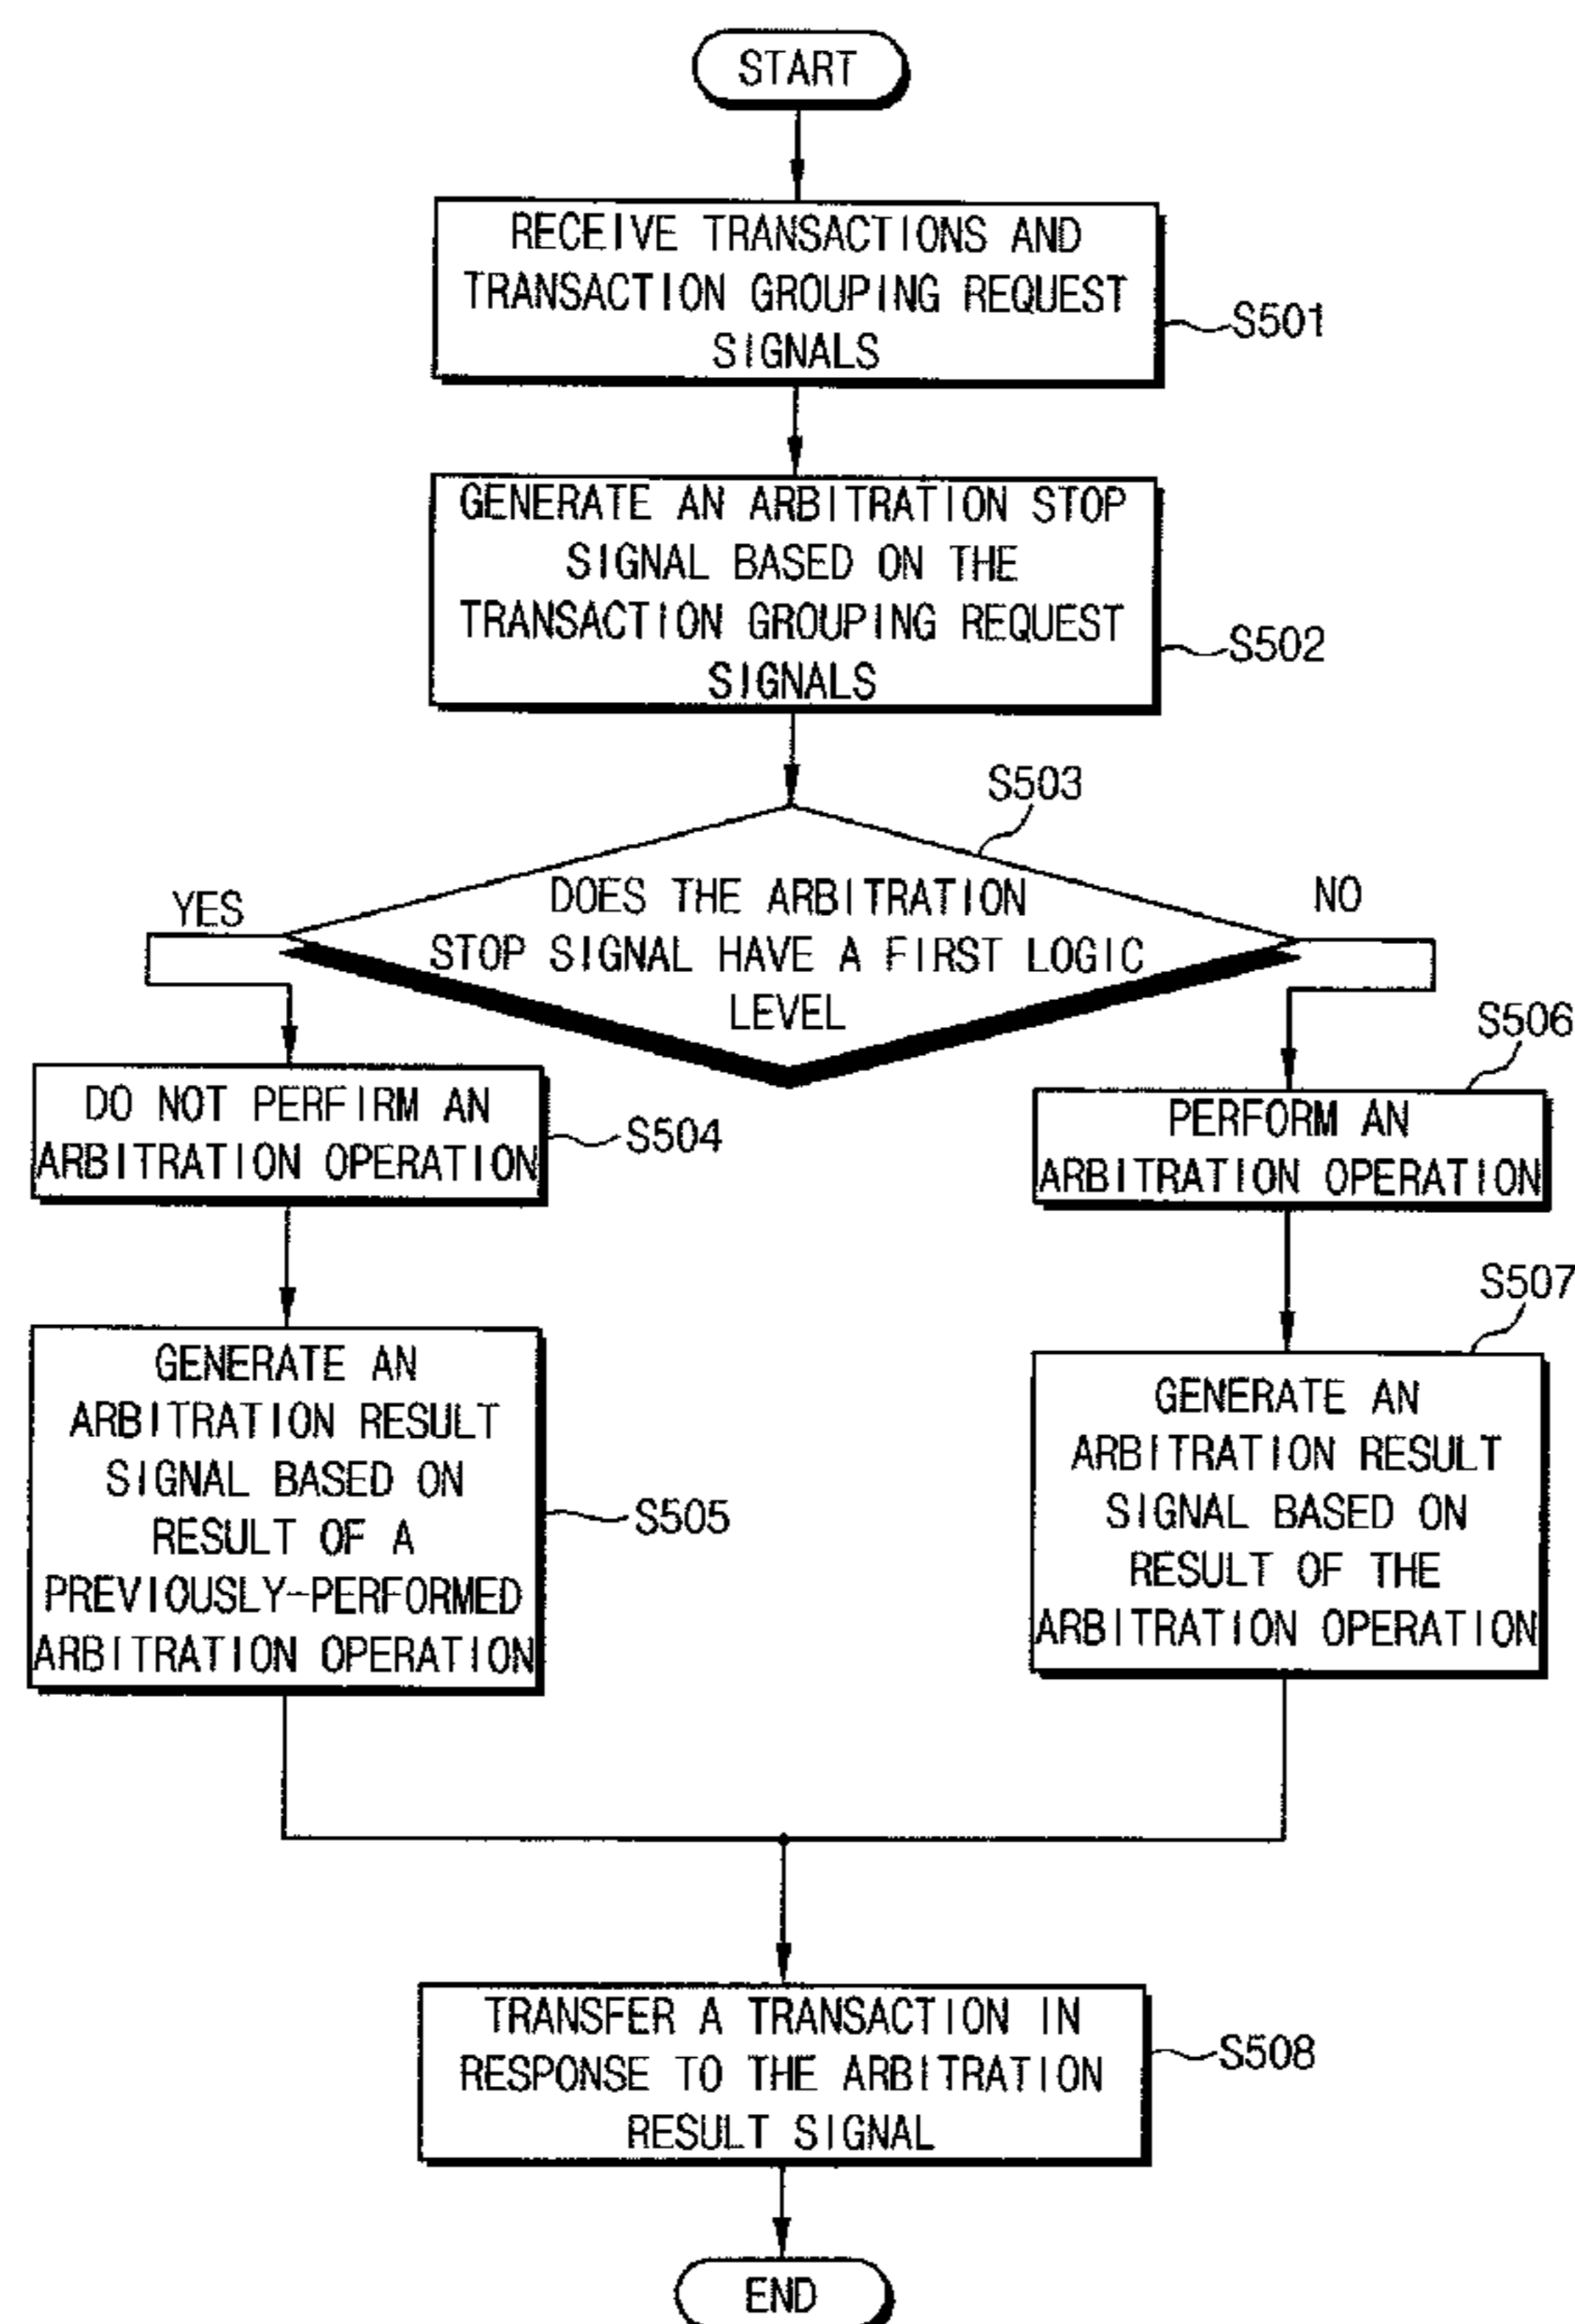 START
RECEIVE TRANSACTIONS AND
TRANSACTION GROUPING REQUEST
SIGNALS
S501
GENERATE AN ARBITRATION STOP
SIGNAL BASED ON THE
TRANSACTION GROUPING REQUEST
SIGNALS
S502
S503
DOES THE ARBITRATION
STOP SIGNAL HAVE A FIRST LOGIC
LEVEL
YES
NO
DO NOT PERFIRM AN
ARBITRATION OPERATION
S504
S506
PERFORM AN
ARBITRATION OPERATION
GENERATE AN
ARBITRATION RESULT
SIGNAL BASED ON
RESULT OF A
PREVIOUSLY-PERFORMED
ARBITRATION OPERATION
S505
S507
GENERATE AN
ARBITRATION RESULT
SIGNAL BASED ON
RESULT OF THE
ARBITRATION OPERATION
TRANSFER A TRANSACTION IN
RESPONSE TO THE ARBITRATION
RESULT SIGNAL
S508
END